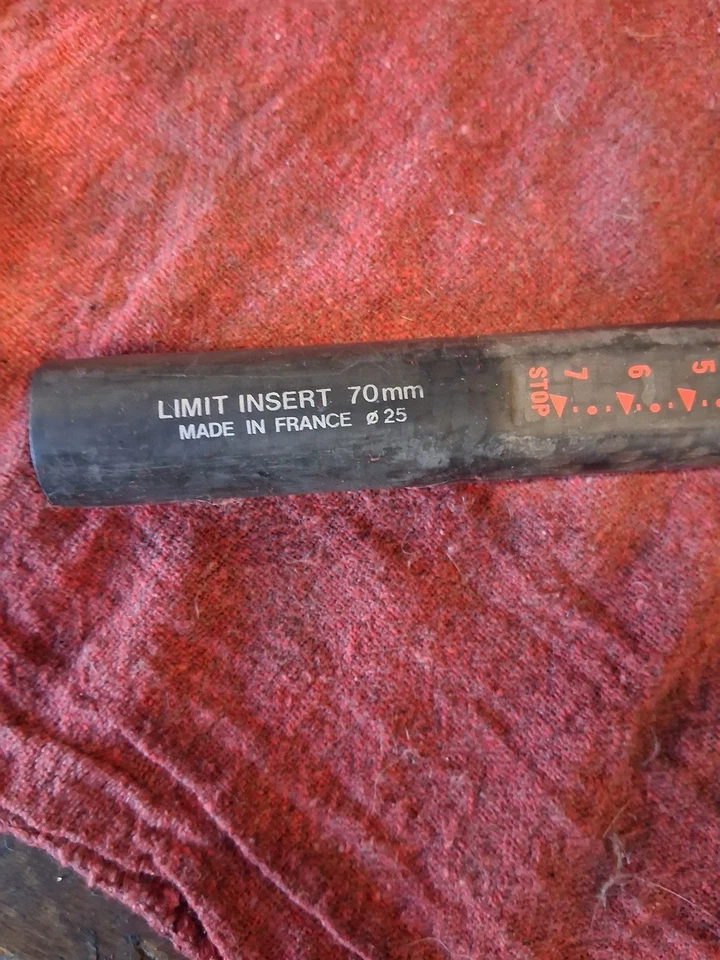 LIMIT INSERT 70mm
MADE IN FRANCE ø25
STOP
7
6
5